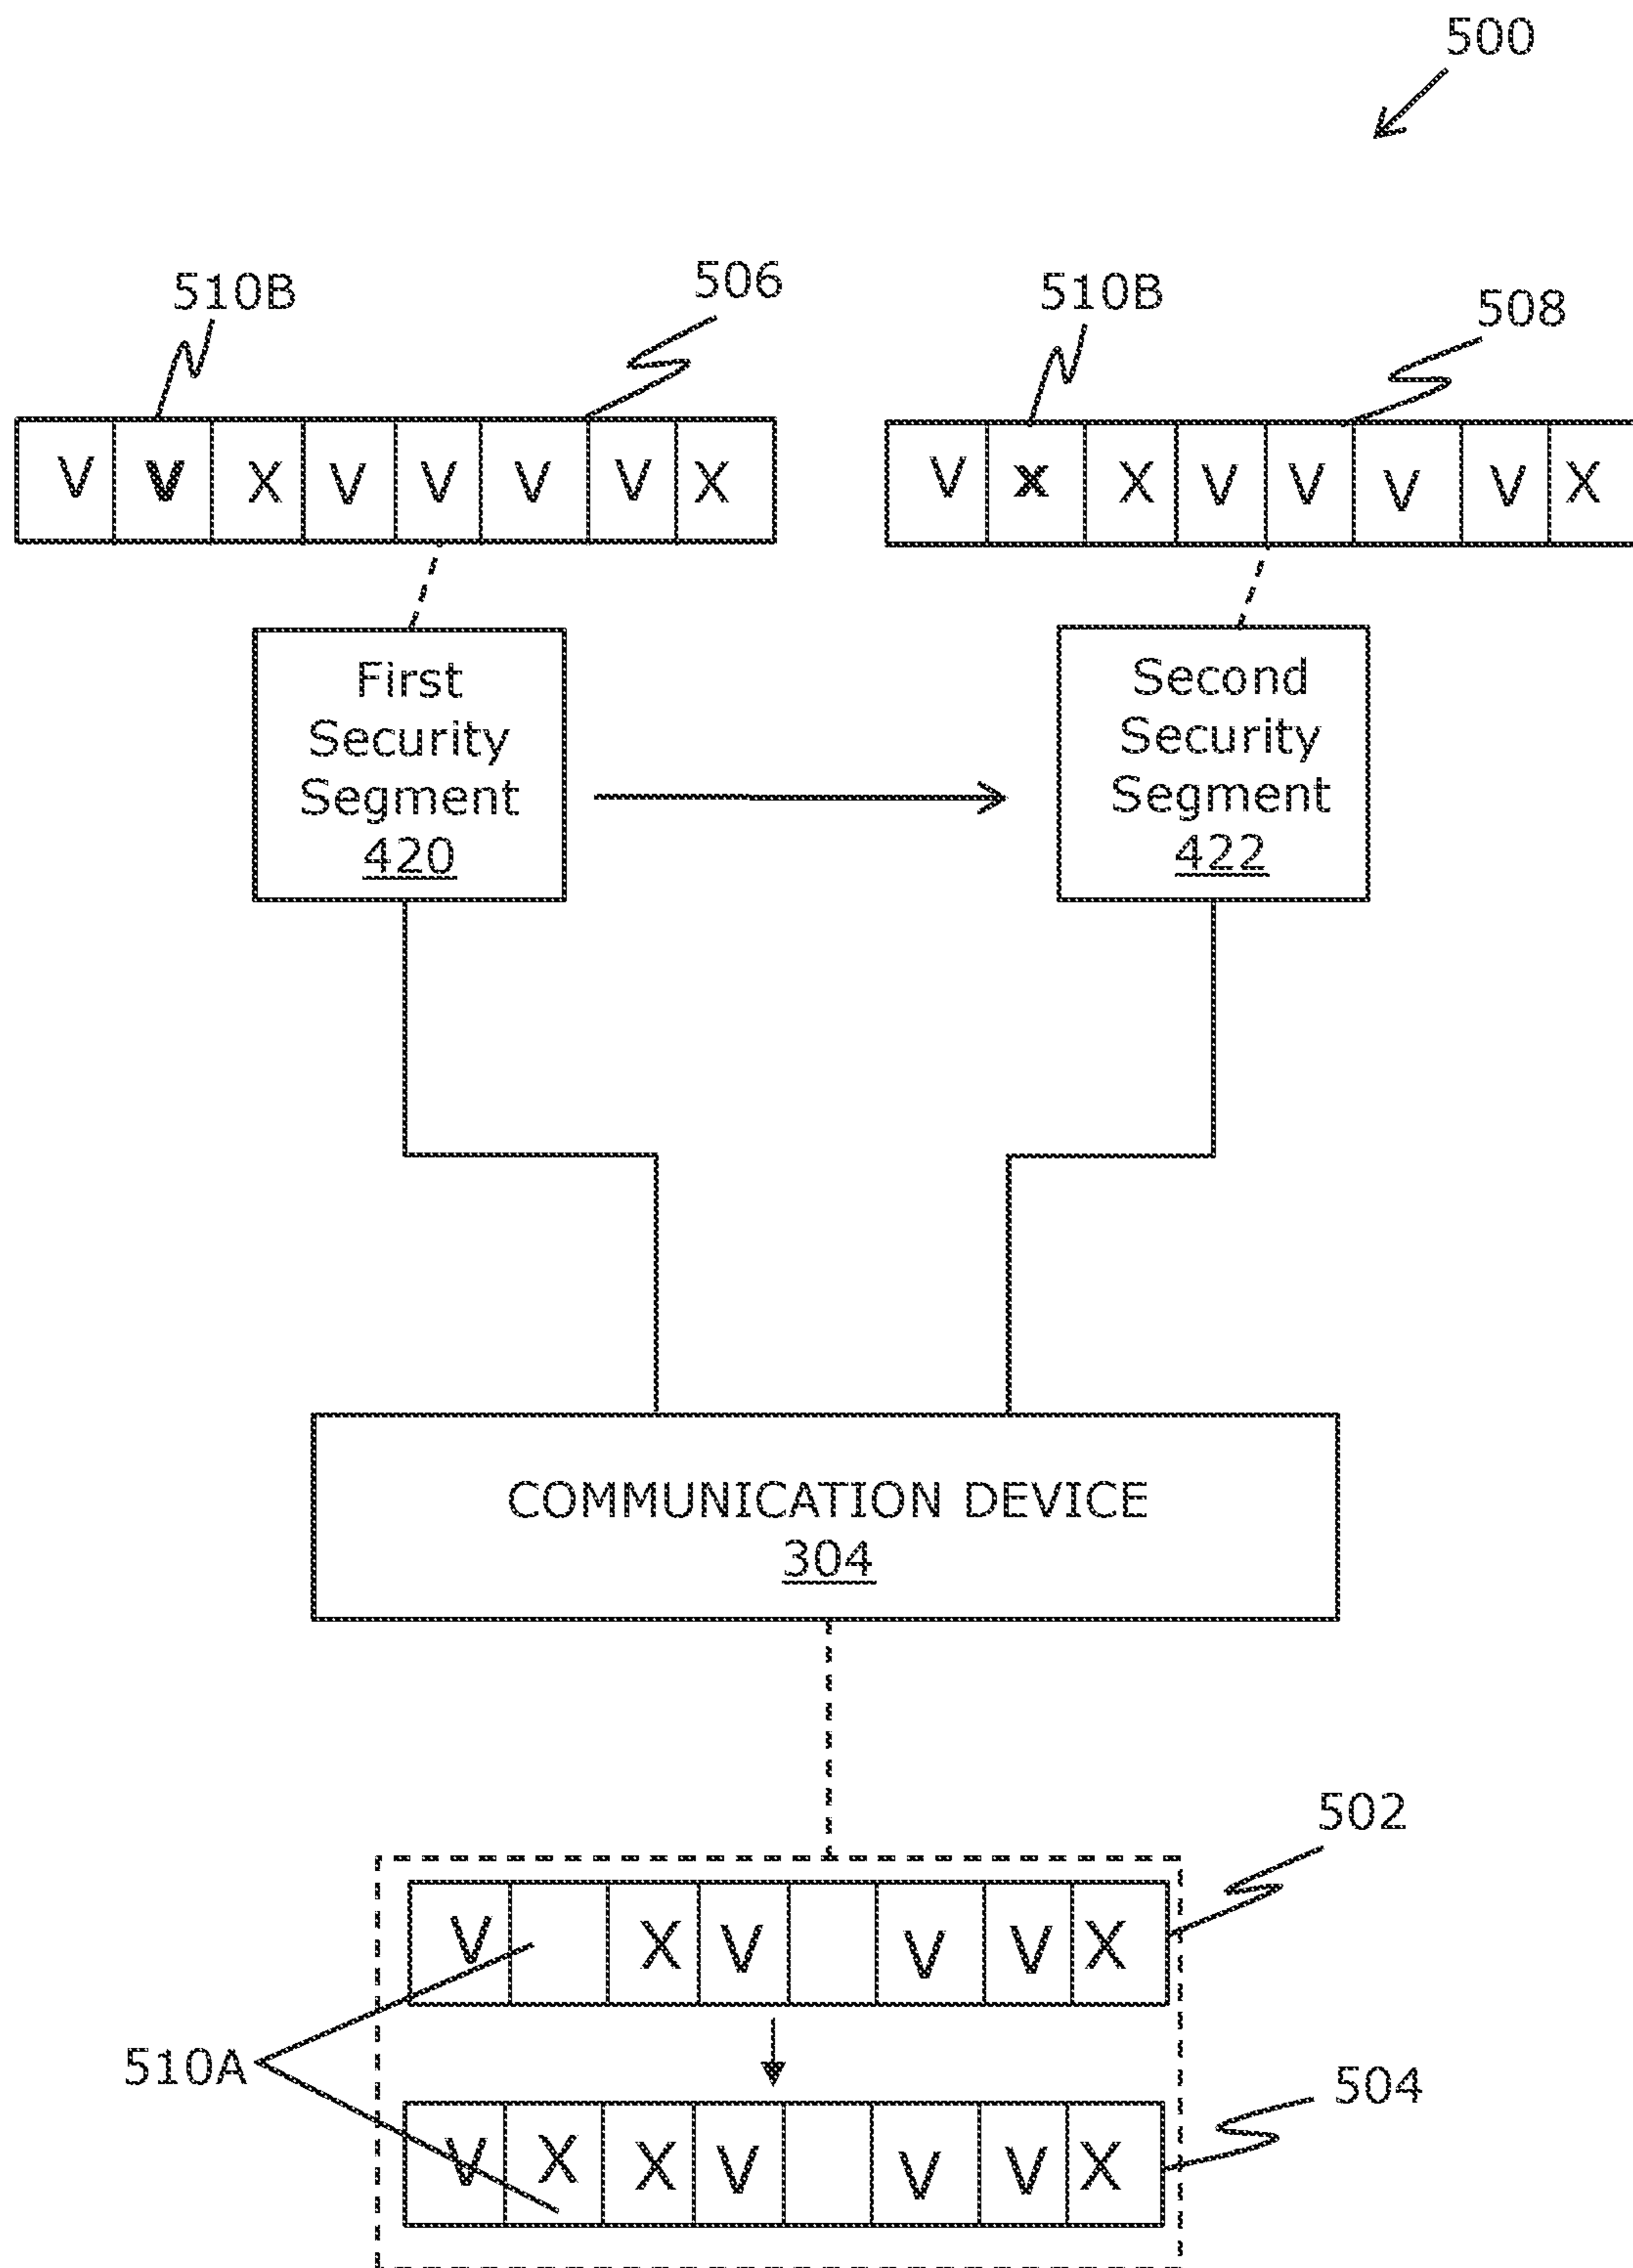 500
510B
506
510B
508
V V X V V V V X
V X X V V V V X
First
Security
Segment
420
Second
Security
Segment
422
COMMUNICATION DEVICE
304
502
V X V V V X
510A
504
V X X V V V X